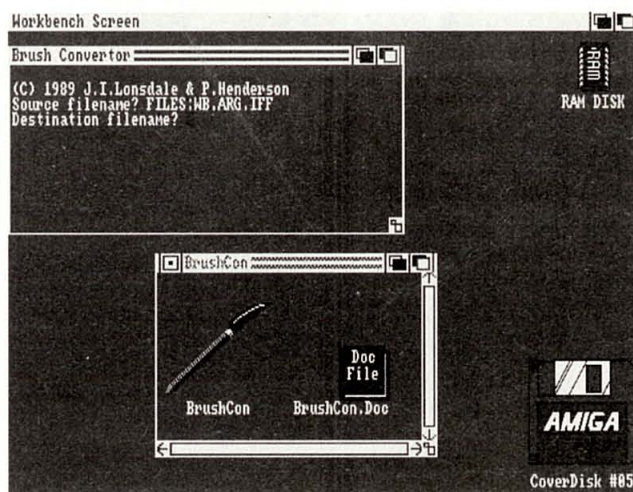 Workbench Screen
Brush Convertor
(C) 1989 J.I.Lonsdale & P.Henderson
Source filename? FILES:WB.ARG.IFF
Destination filename?
RAM
RAM DISK
BrushCon
Doc
File
BrushCon
BrushCon.Doc
AMIGA
CoverDisk #05